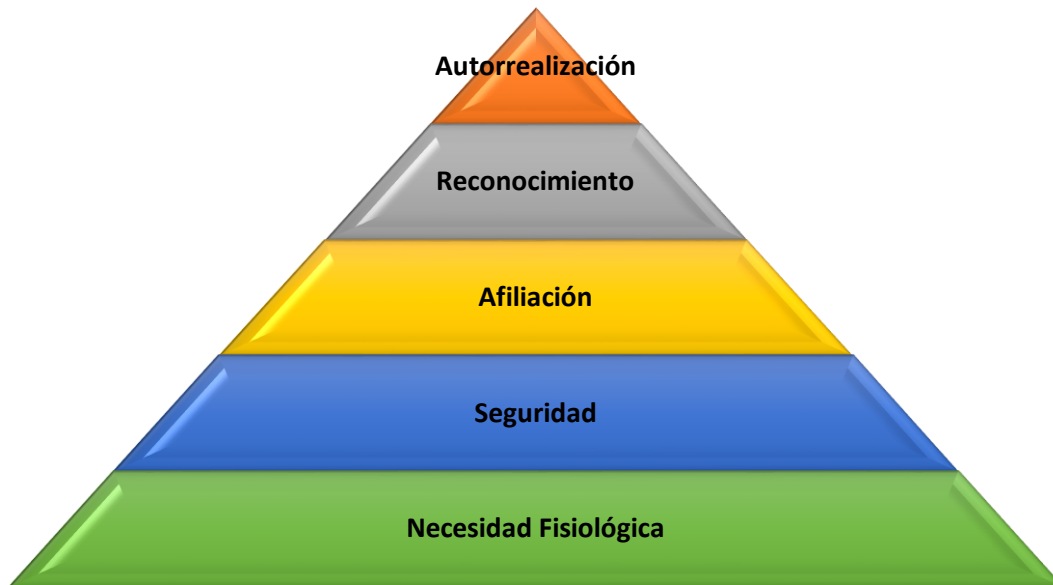 Autorrealización
Reconocimiento
Afiliación
Seguridad
Necesidad Fisiológica